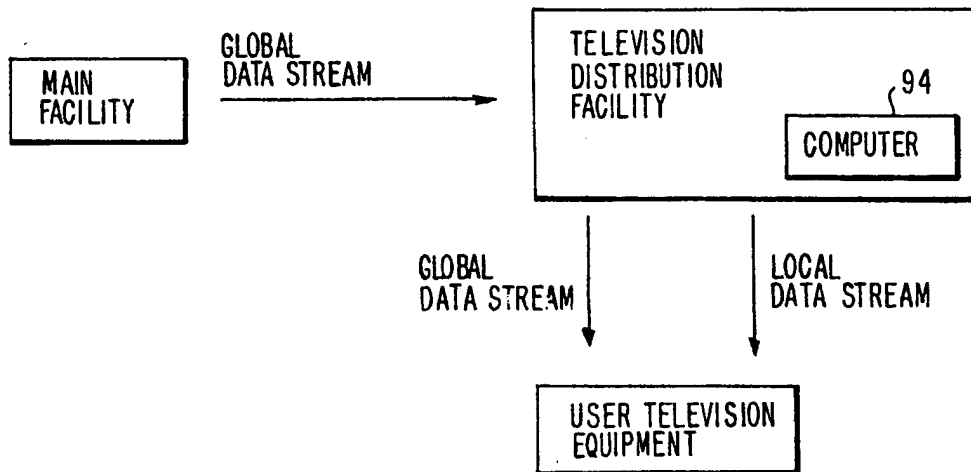 MAIN
FACILITY
GLOBAL
DATA STREAM
TELEVISION
DISTRIBUTION
FACILITY
94
COMPUTER
GLOBAL
DATA STREAM
LOCAL
DATA STREAM
USER TELEVISION
EQUIPMENT